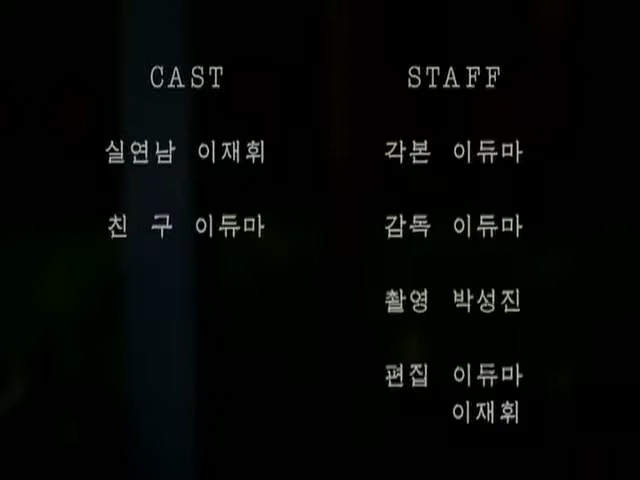 CAST
실연남 이재휘
친 구 이듀마
STAFF
각본 이듀마
감독 이듀마
촬영 박성진
편집 이듀마
이재휘